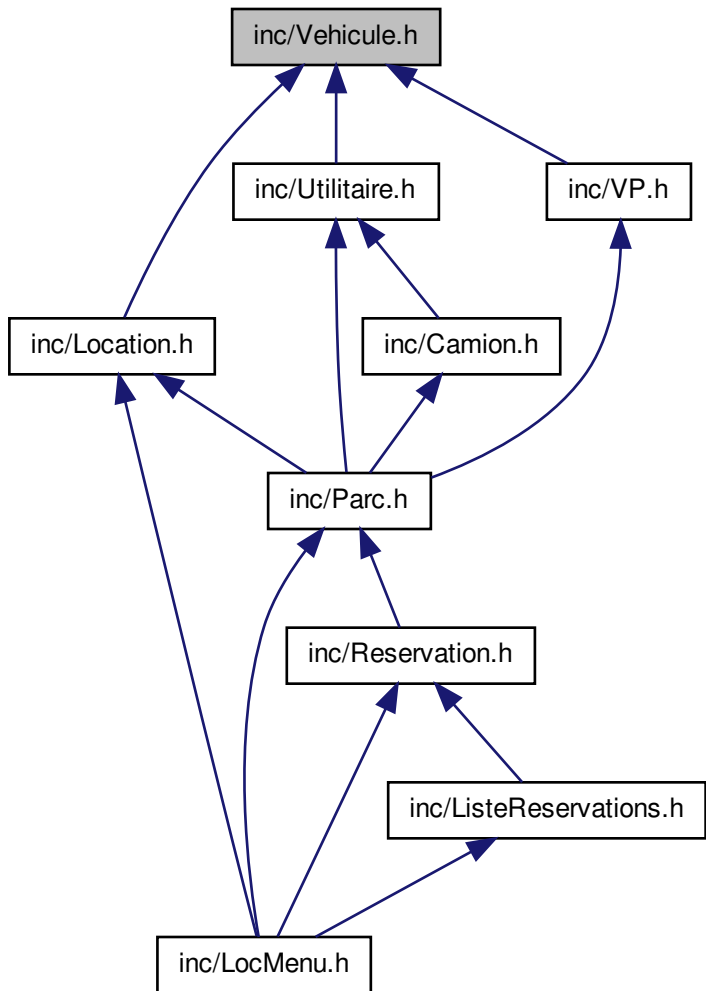 inc/Vehicule.h
inc/Utilitaire.h
inc/VP.h
inc/Location.h
inc/Camion.h
inc/Parc.h
inc/Reservation.h
inc/ListeReservations.h
inc/LocMenu.h